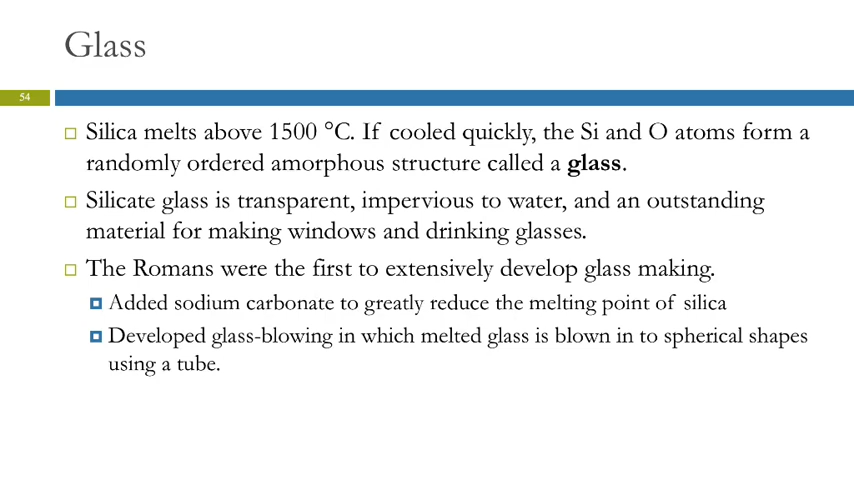 Glass
54
Silica melts above 1500 °C. If cooled quickly, the Si and O atoms form a
randomly ordered amorphous structure called a glass.
Silicate glass is transparent, impervious to water, and an outstanding
material for making windows and drinking glasses.
The Romans were the first to extensively develop glass making.
Added sodium carbonate to greatly reduce the melting point of silica
Developed glass-blowing in which melted glass is blown in to spherical shapes
using a tube.